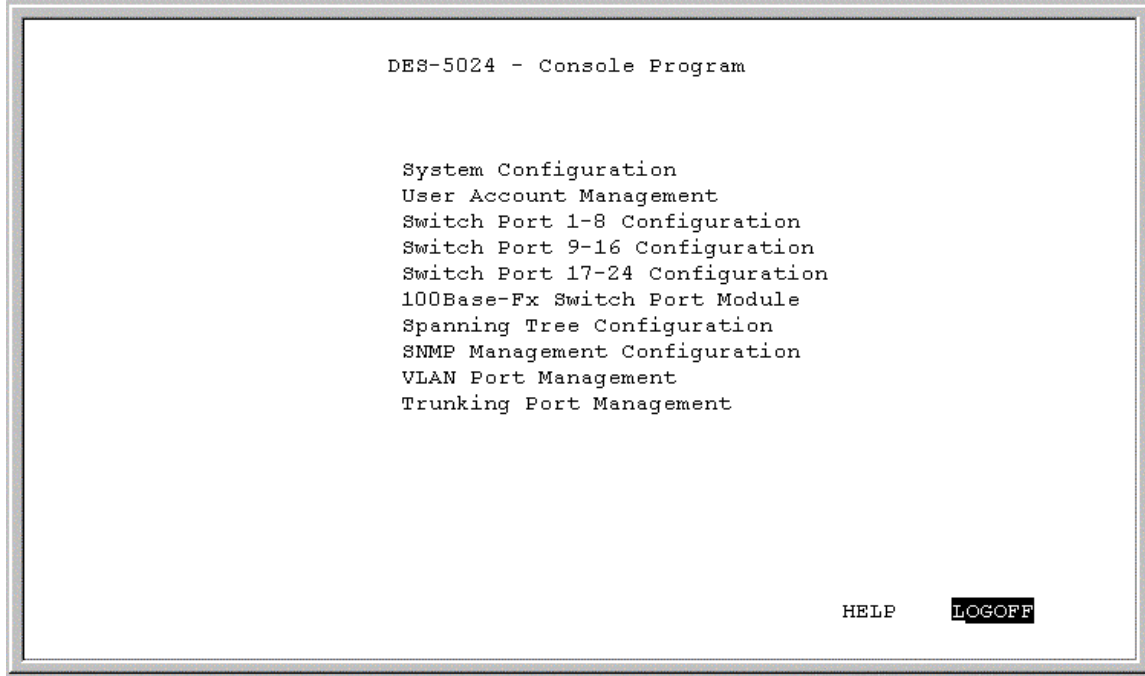 DES-5024 - Console Program
System Configuration
User Account Management
Switch Port 1-8 Configuration
Switch Port 9-16 Configuration
Switch Port 17-24 Configuration
100Base-Fx Switch Port Module
Spanning Tree Configuration
SNMP Management Configuration
VLAN Port Management
Trunking Port Management
HELP LOGOFF